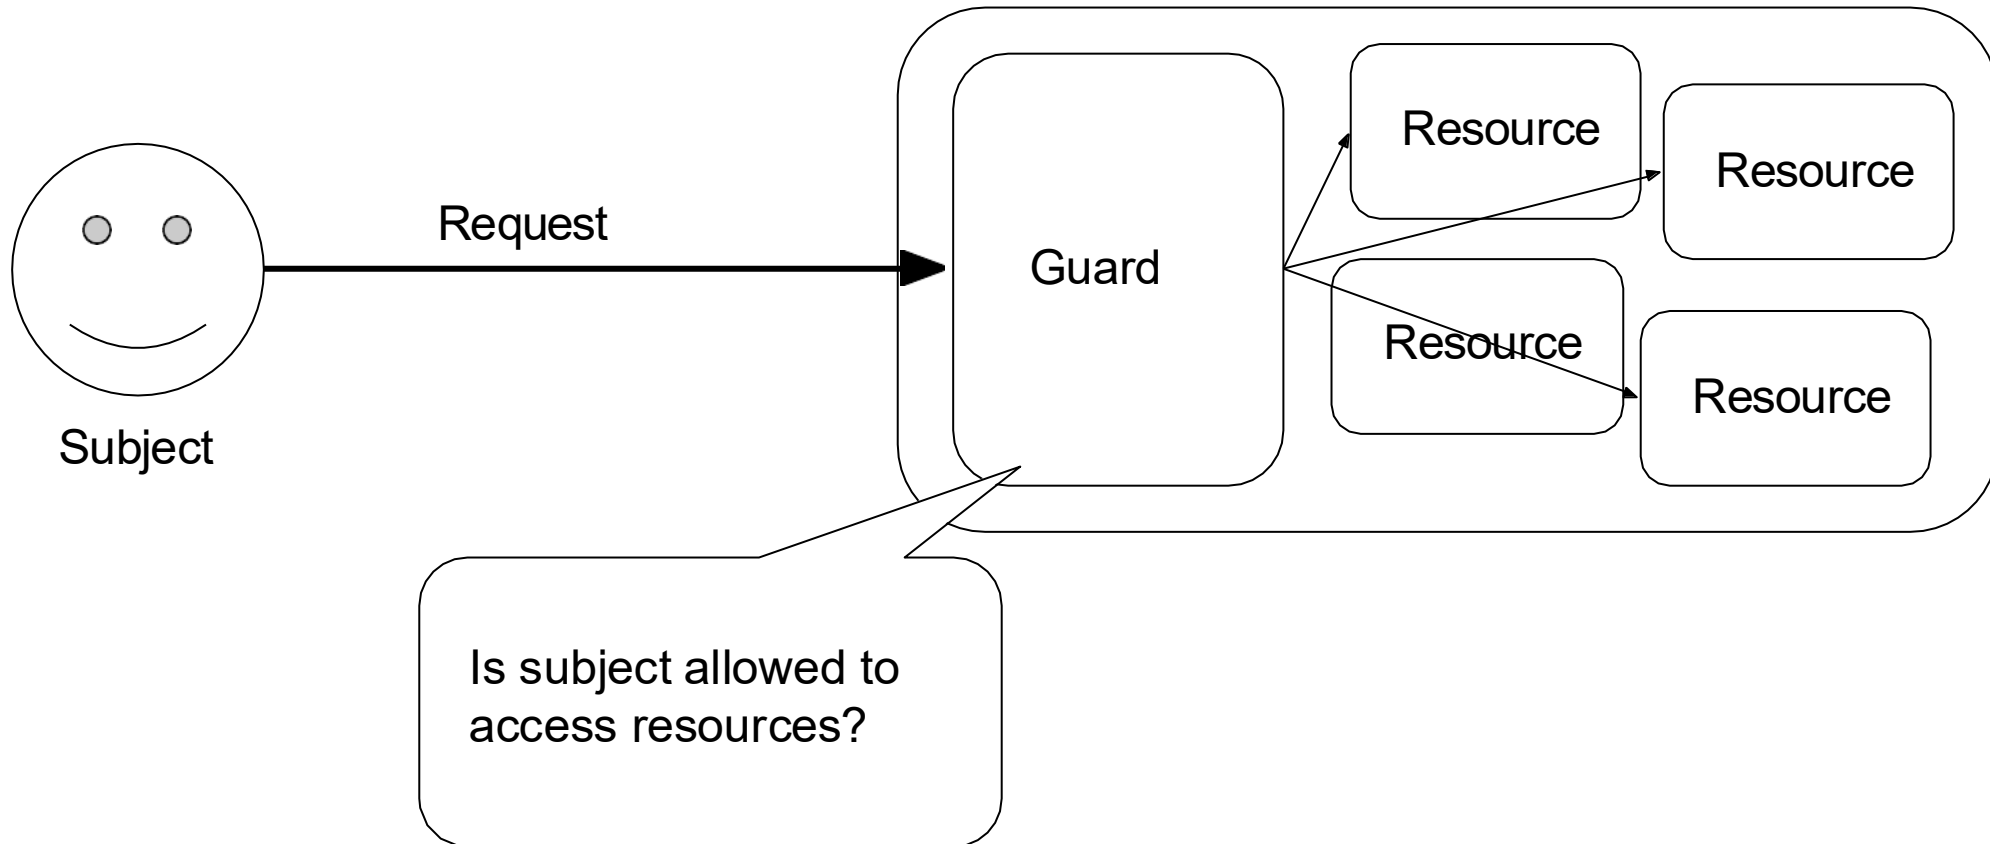 Resource
Resource
Request
Guard
Resource
Resource
Subject
Is subject allowed to
access resources?